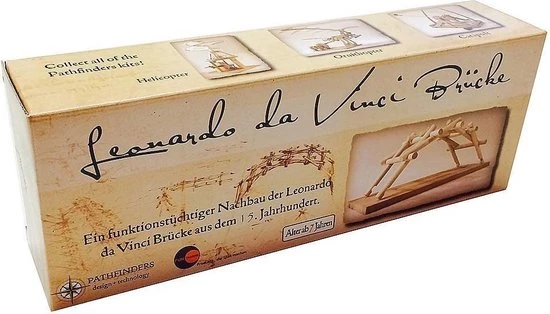 Collect all of the
Pathfinders kits!
Helicopter
Ornithopter
Catapult
Leonardo da Vinci Brücke
Ein funktionstüchtiger Nachbau der Leonardo
da Vinci Brücke aus dem 15. Jahrhundert.
Alter ab 7 Jahren
PATHFINDERS
design + technology